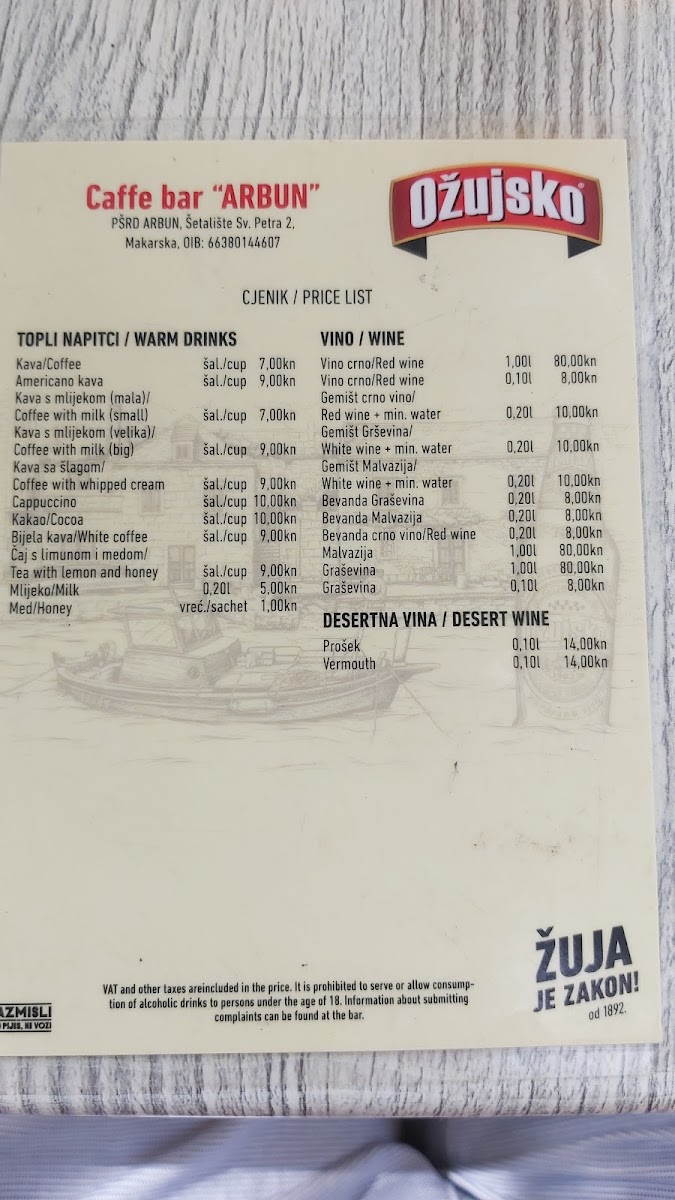 Caffe bar “ARBUN”
PŠRD ARBUN, Šetalište Sv. Petra 2,
Makarska, OIB: 66380144607
Ožujsko
CJENIK / PRICE LIST
TOPLI NAPITCI / WARM DRINKS
Kava/Coffee šal./cup 7,00kn
Americano kava šal./cup 9,00kn
Kava s mlijekom (mala)/
Coffee with milk (small) šal./cup 7,00kn
Kava s mlijekom (velika)/
Coffee with milk (big) šal./cup 9,00kn
Kava sa šlagom/
Coffee with whipped cream šal./cup 9,00kn
Cappuccino šal./cup 10,00kn
Kakao/Cocoa šal./cup 10,00kn
Bijela kava/White coffee šal./cup 9,00kn
Čaj s limunom i medom/
Tea with lemon and honey šal./cup 9,00kn
Mlijeko/Milk 0,20l 5,00kn
Med/Honey vreć./sachet 1,00kn
VINO / WINE
Vino crno/Red wine 1,00l 80,00kn
Vino crno/Red wine 0,10l 8,00kn
Gemišt crno vino/
Red wine + min. water 0,20l 10,00kn
Gemišt Grševina/
White wine + min. water 0,20l 10,00kn
Gemišt Malvazija/
White wine + min. water 0,20l 10,00kn
Bevanda Graševina 0,20l 8,00kn
Bevanda Malvazija 0,20l 8,00kn
Bevanda crno vino/Red wine 0,20l 8,00kn
Malvazija 1,00l 80,00kn
Graševina 1,00l 80,00kn
Graševina 0,10l 8,00kn
DESERTNA VINA / DESERT WINE
Prošek 0,10l 14,00kn
Vermouth 0,10l 14,00kn
VAT and other taxes areincluded in the price. It is prohibited to serve or allow consump-
tion of alcoholic drinks to persons under the age of 18. Information about submitting
complaints can be found at the bar.
AZMISLI
PIJEŠ, NE VOZI
ŽUJA
JE ZAKON!
od 1892.